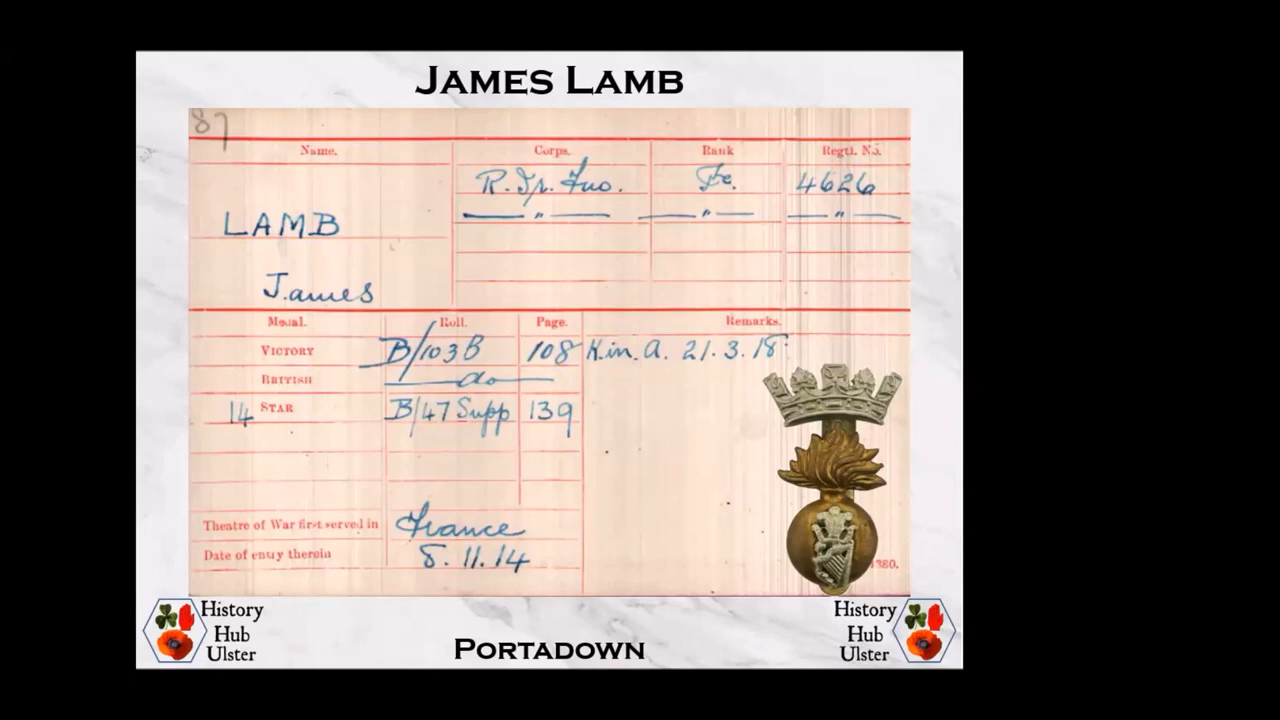 JAMES LAMB
87
Name. Corps. Rank Regtl. No.
R. Ir. Fus. Pte. 4626
— " — — " — — " —
LAMB
James
Medal. Roll. Page. Remarks.
VICTORY B/103B 108 K. in. A. 21.3.18.
BRITISH do
14 STAR B/47 Supp 139
Theatre of War first served in France
Date of entry therein 8.11.14
1380.
History Hub Ulster
PORTADOWN
History Hub Ulster